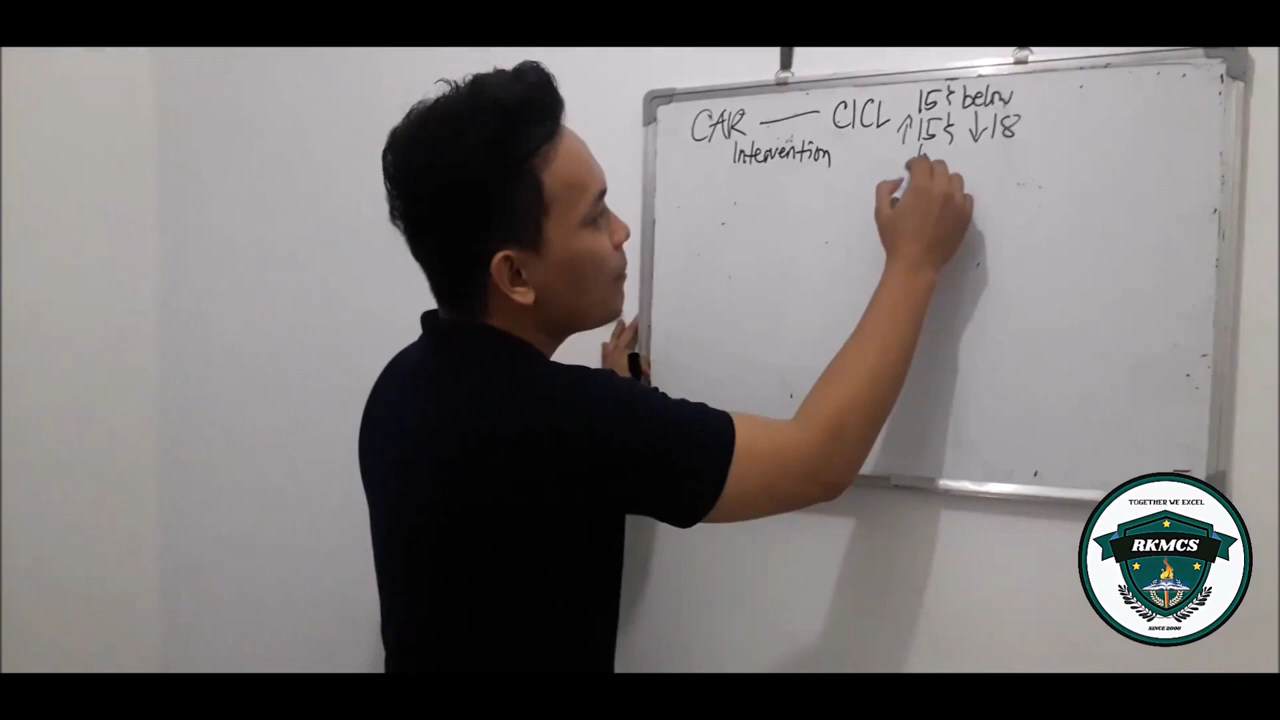 CAR — CICL 15 & below
Intervention ↑15 & ↓18
TOGETHER WE EXCEL
RKMCS
SINCE 2000